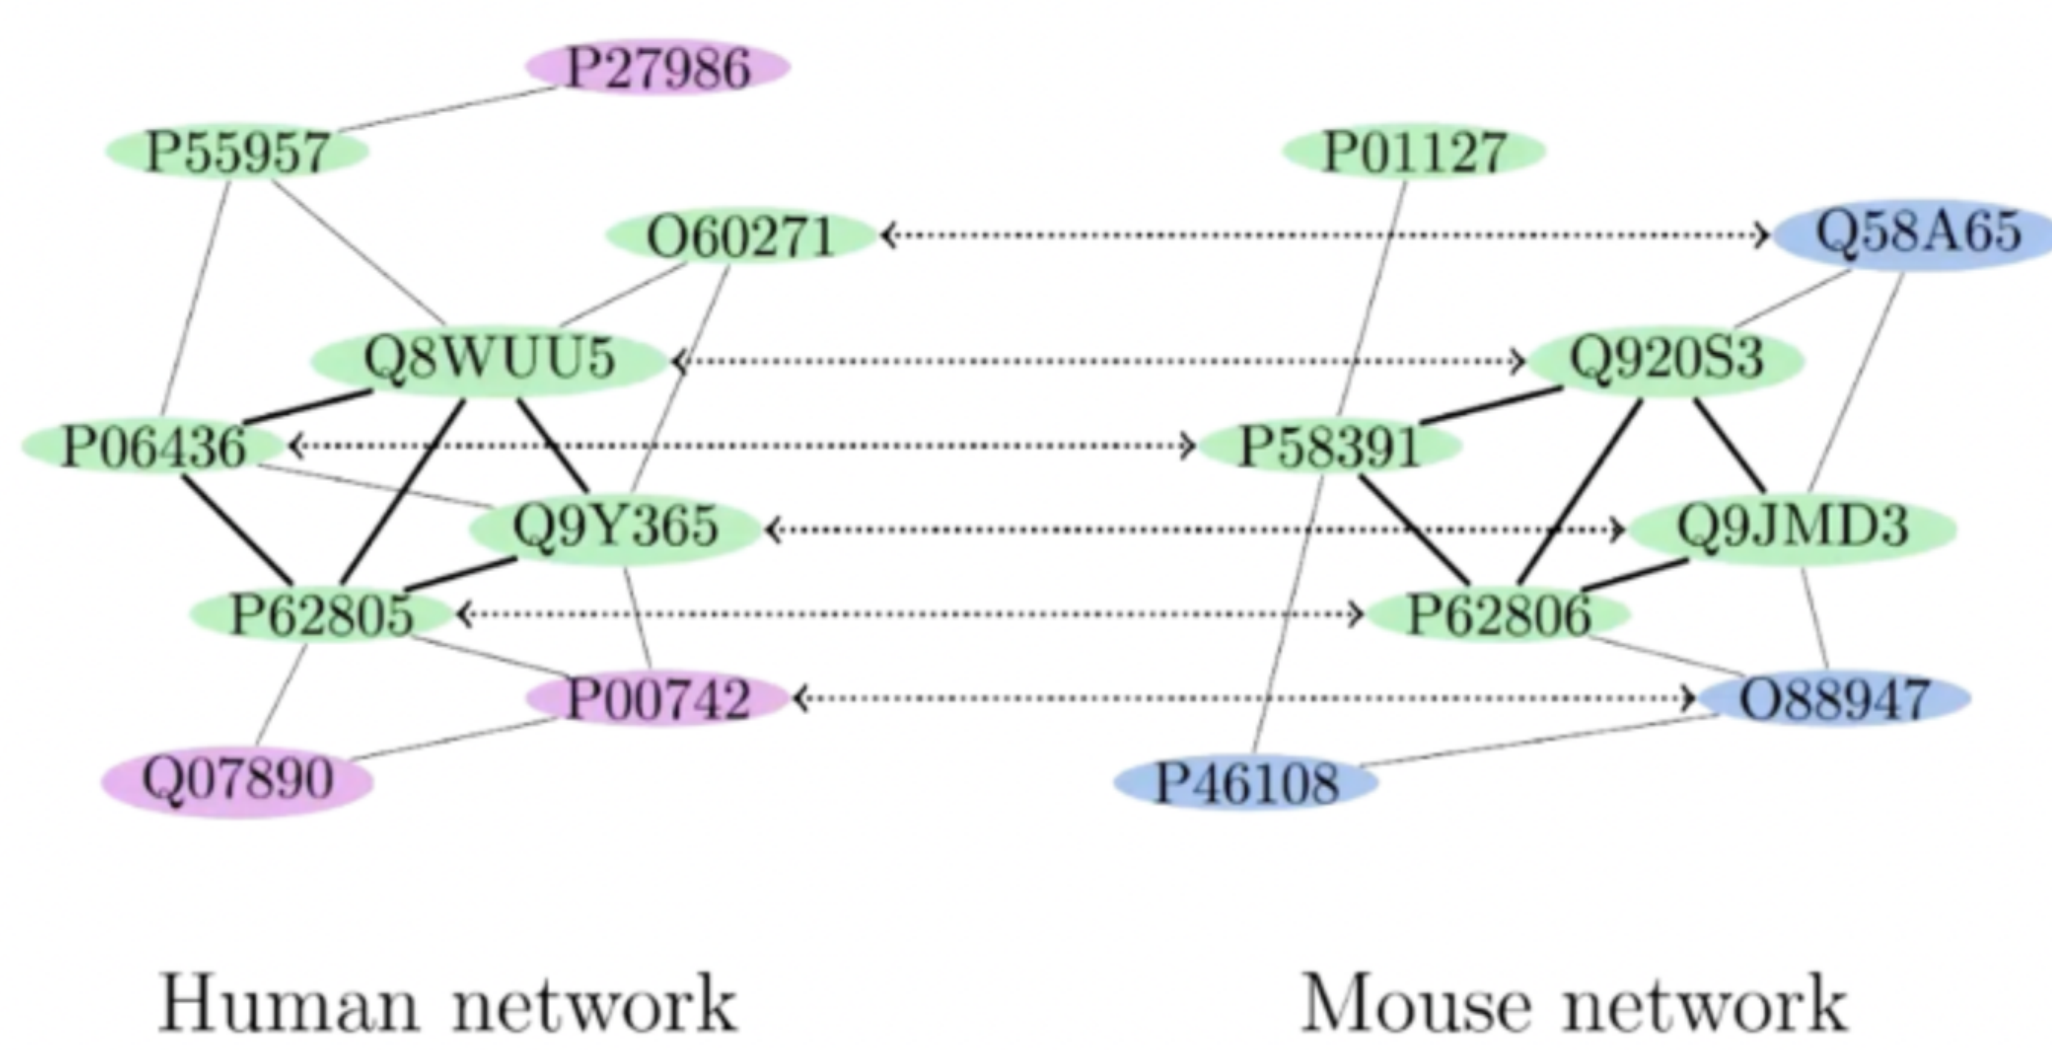 P27986
P55957
P01127
O60271
Q58A65
Q8WUU5
Q920S3
P06436
P58391
Q9Y365
Q9JMD3
P62805
P62806
P00742
O88947
Q07890
P46108
Human network
Mouse network